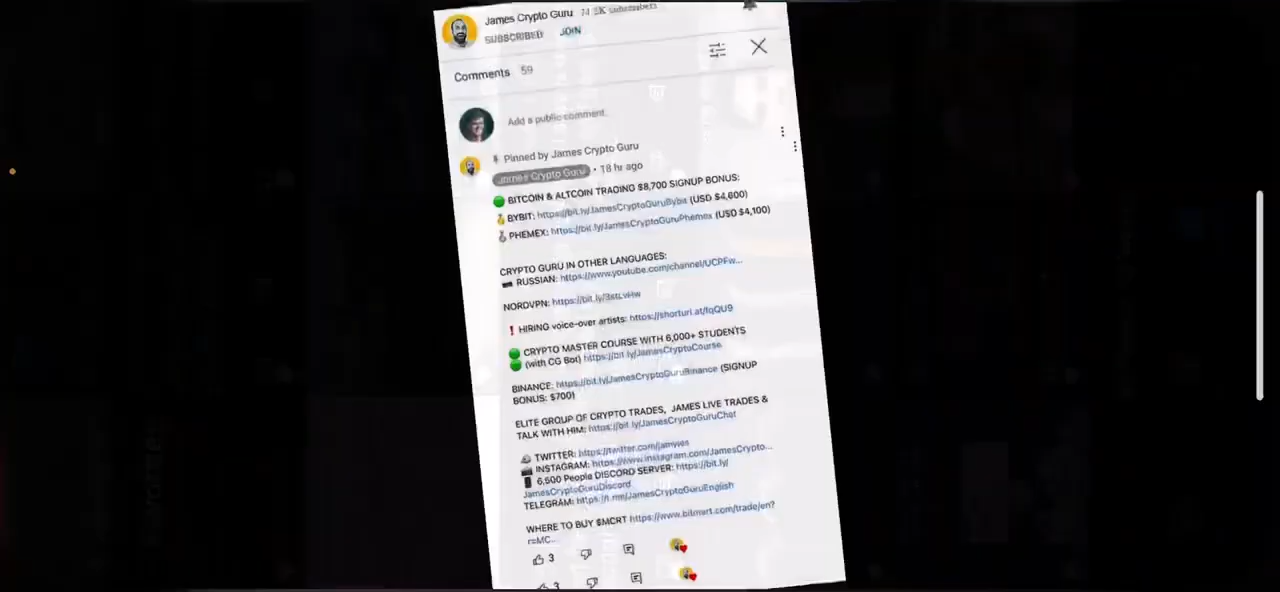 James Crypto Guru
SUBSCRIBED JOIN
Comments 59
Add a public comment.
Pinned by James Crypto Guru
James Crypto Guru • 18 hr ago
BITCOIN & ALTCOIN TRADING $8,700 SIGNUP BONUS:
BYBIT: https://bit.ly/JamesCryptoGuruBybit (USD $4,600)
PHEMEX: https://bit.ly/JamesCryptoGuruPhemex (USD $4,100)
CRYPTO GURU IN OTHER LANGUAGES:
RUSSIAN: https://www.youtube.com/channel/UCPFw...
NORDVPN:
HIRING voice-over artists: https://shorturl.at/fqQU9
CRYPTO MASTER COURSE WITH 6,000+ STUDENTS
(with CG Bot) https://bit.ly/JamesCryptoCourse
BINANCE: https://bit.ly/JamesCryptoGuruBinance (SIGNUP
BONUS: $700)
ELITE GROUP OF CRYPTO TRADES, JAMES LIVE TRADES &
TALK WITH HIM: https://bit.ly/JamesCryptoGuruChat
TWITTER:
INSTAGRAM: https://www.instagram.com/JamesCrypto...
6,500 People DISCORD SERVER: https://bit.ly/
JamesCryptoGuruDiscord
TELEGRAM: https://t.me/JamesCryptoGuruEnglish
WHERE TO BUY $MCRT https://www.bitmart.com/trade/en?
r=MC...
3
3